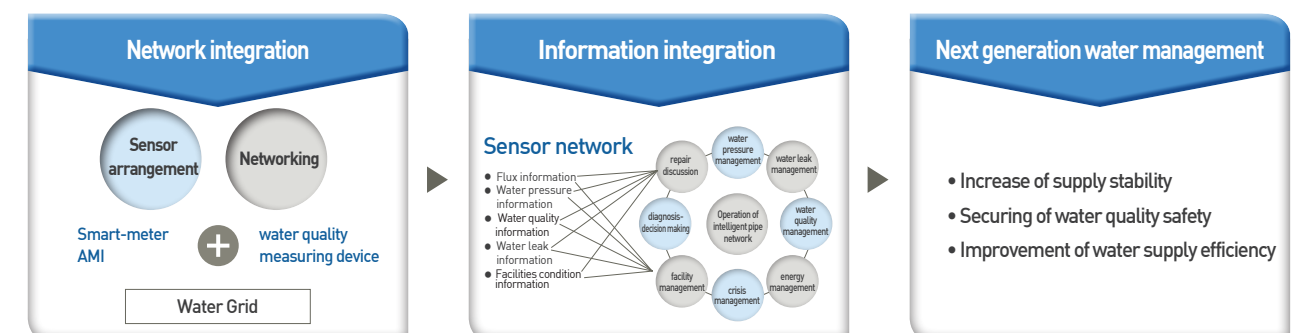 Network integration
Sensor
arrangement
Networking
Smart-meter
AMI
water quality
measuring device
Water Grid
Information integration
Sensor network
● Flux information
● Water pressure
information
● Water quality
information
● Water leak
information
● Facilities condition
information
repair
discussion
water
pressure
management
water leak
management
diagnosis-
decision making
Operation of
intelligent pipe
network
water
quality
management
facility
management
crisis
management
energy
management
Next generation water management
• Increase of supply stability
• Securing of water quality safety
• Improvement of water supply efficiency